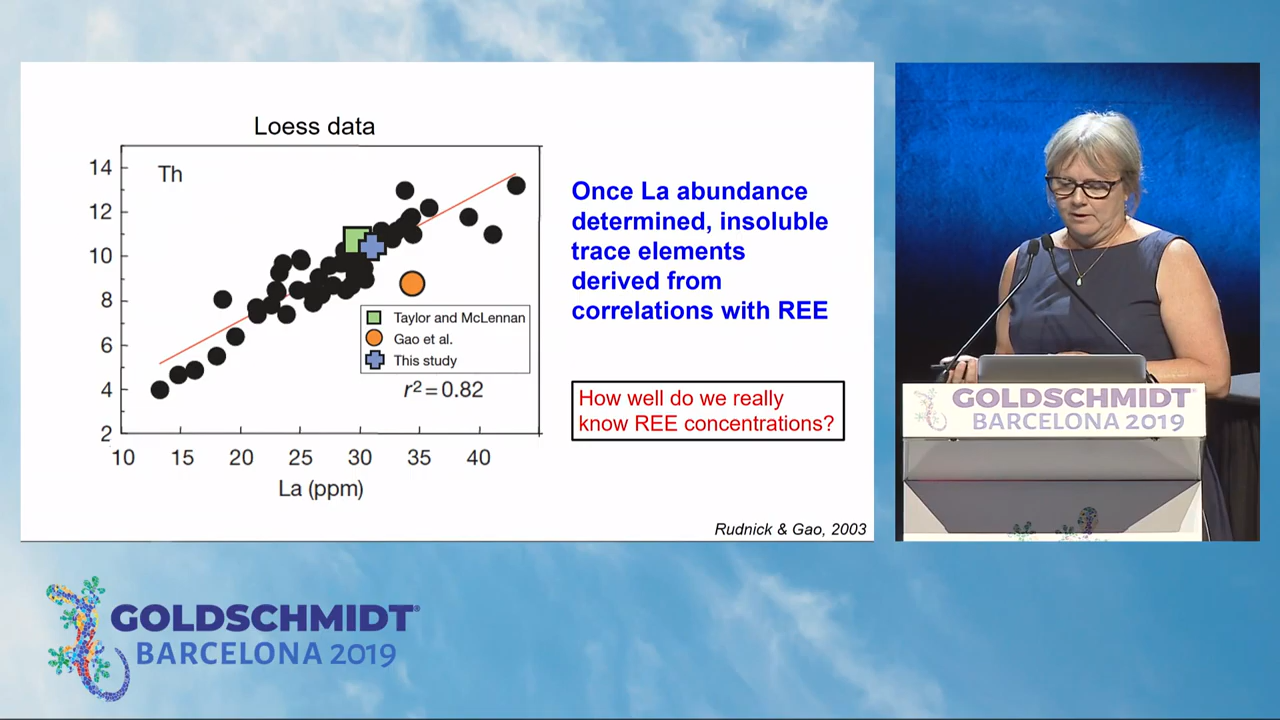 Loess data
Th
14
12
10
8
6
4
2
10 15 20 25 30 35 40
La (ppm)
Taylor and McLennan
Gao et al.
This study
r² = 0.82
Once La abundance
determined, insoluble
trace elements
derived from
correlations with REE
How well do we really
know REE concentrations?
Rudnick & Gao, 2003
GOLDSCHMIDT
BARCELONA 2019
GOLDSCHMIDT
BARCELONA 2019